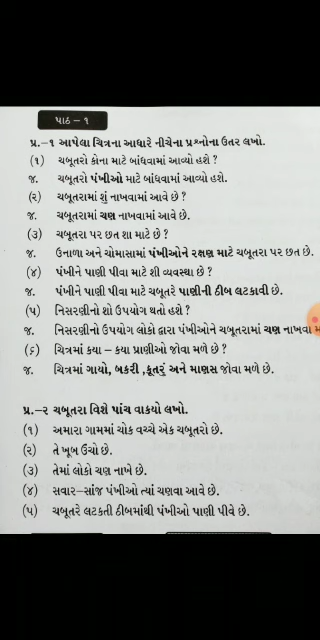 પાઠ - ૧
પ્ર.-૧ આપેલા ચિત્રના આધારે નીચેના પ્રશ્નોના ઉતર લખો.
(૧) ચબૂતરો કોના માટે બાંધવામાં આવ્યો હશે ?
જ. ચબૂતરો પંખીઓ માટે બાંધવામાં આવ્યો હશે.
(૨) ચબૂતરામાં શું નાખવામાં આવે છે ?
જ. ચબૂતરામાં ચણ નાખવામાં આવે છે.
(૩) ચબૂતરા પર છત શા માટે છે ?
જ. ઉનાળા અને ચોમાસામાં પંખીઓને રક્ષણ માટે ચબૂતરા પર છત છે.
(૪) પંખીને પાણી પીવા માટે શી વ્યવસ્થા છે ?
જ. પંખીને પાણી પીવા માટે ચબૂતરે પાણીની ઠીબ લટકાવી છે.
(૫) નિસરણીનો શો ઉપયોગ થતો હશે ?
જ. નિસરણીનો ઉપયોગ લોકો દ્વારા પંખીઓને ચબૂતરામાં ચણ નાખવા
(૬) ચિત્રમાં કયા – કયા પ્રાણીઓ જોવા મળે છે ?
જ. ચિત્રમાં ગાયો, બકરી ,કૂતરું અને માણસ જોવા મળે છે.
પ્ર.-૨ ચબૂતરા વિશે પાંચ વાકયો લખો.
(૧) અમારા ગામમાં ચોક વચ્ચે એક ચબૂતરો છે.
(૨) તે ખૂબ ઉંચો છે.
(૩) તેમાં લોકો ચણ નાખે છે.
(૪) સવાર-સાંજ પંખીઓ ત્યાં ચણવા આવે છે.
(૫) ચબૂતરે લટકતી ઠીબમાંથી પંખીઓ પાણી પીવે છે.